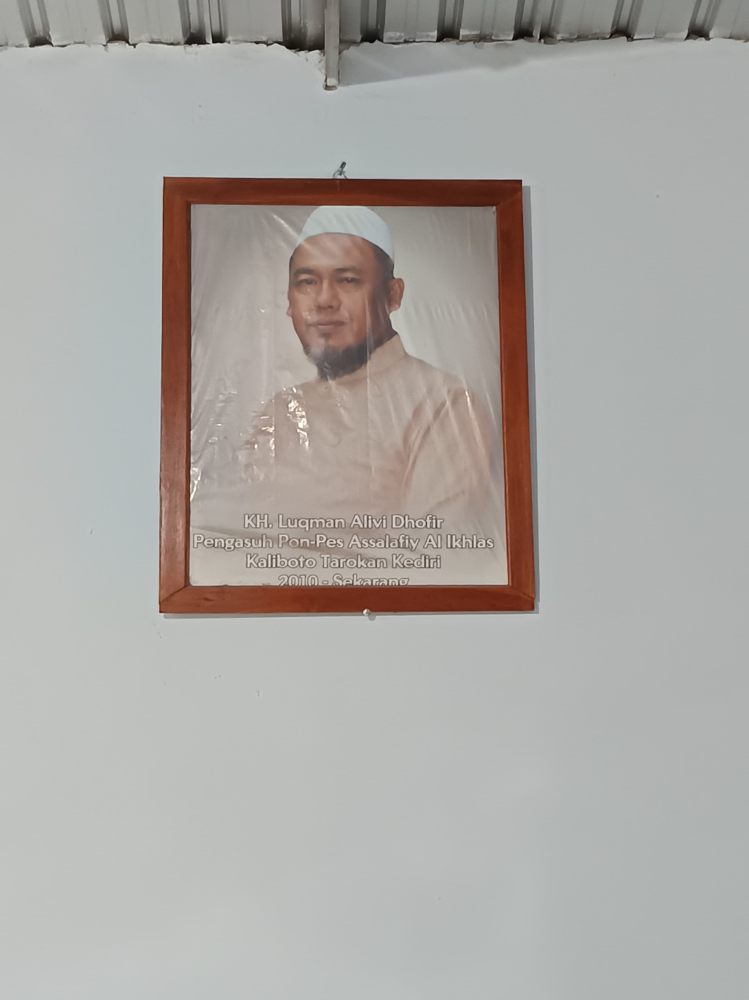 KH. Luqman Alivi Dhofir
Pengasuh Pon-Pes Assalafiy Al Ikhlas
Kaliboto Tarokan Kediri
2010 - Sekarang